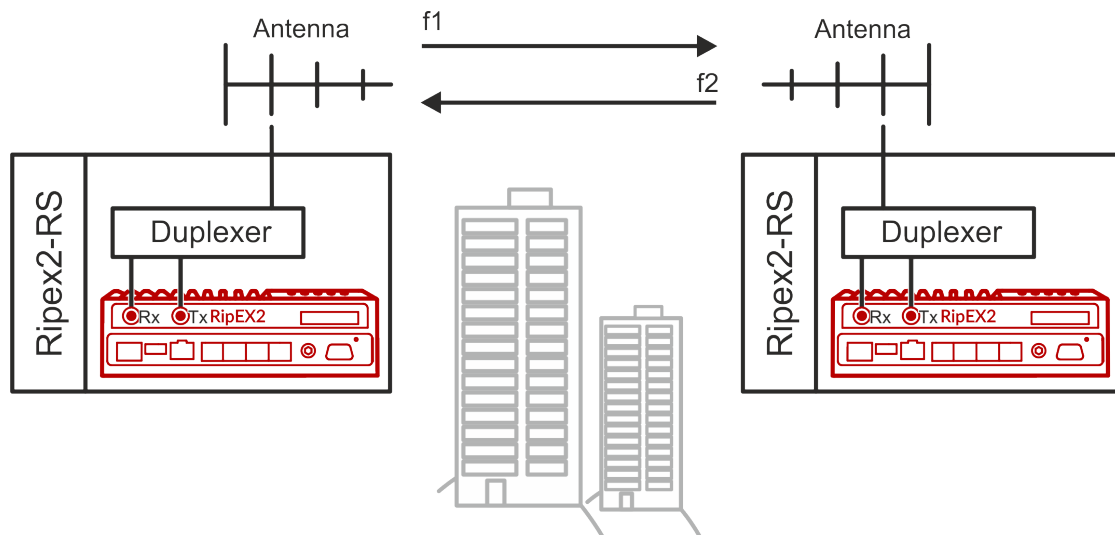 Antenna
f1
Antenna
f2
Ripex2-RS
Duplexer
Rx Tx RipEX2
Ripex2-RS
Duplexer
Rx Tx RipEX2